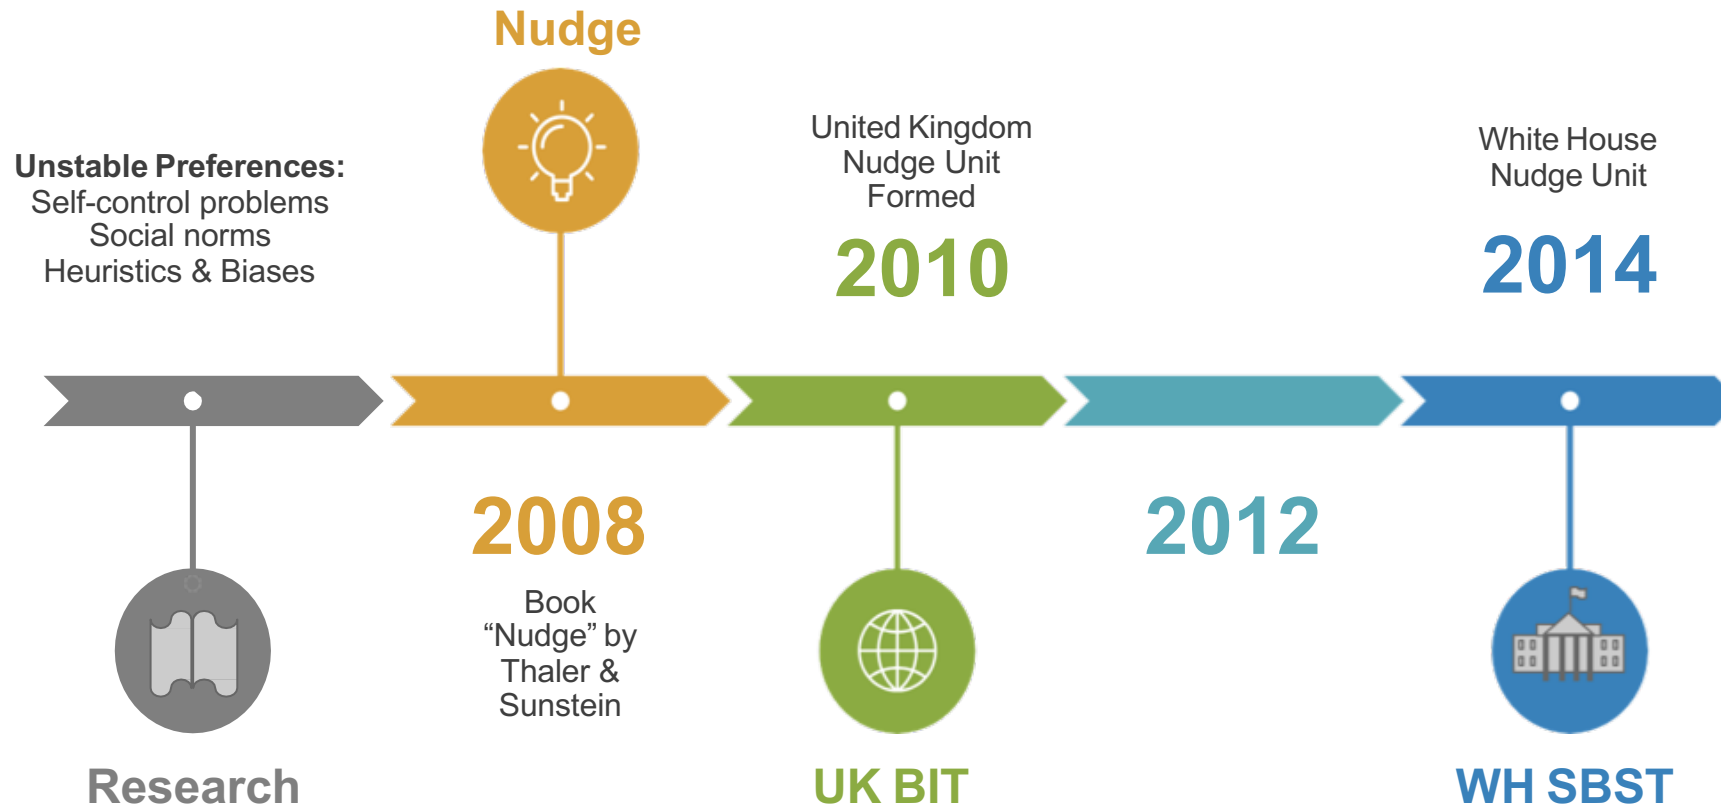 Unstable Preferences:
Self-control problems
Social norms
Heuristics & Biases
Research
Nudge
2008
Book
“Nudge” by
Thaler &
Sunstein
United Kingdom
Nudge Unit
Formed
2010
UK BIT
2012
White House
Nudge Unit
2014
WH SBST